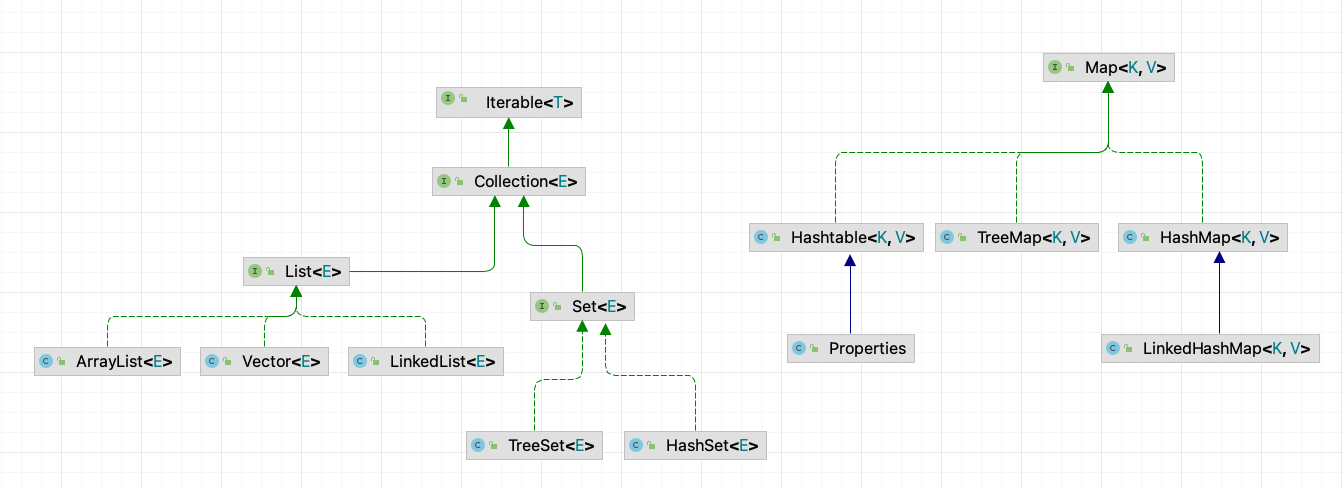 Map<K, V>
Iterable<T>
Collection<E>
Hashtable<K, V>
TreeMap<K, V>
HashMap<K, V>
List<E>
Set<E>
Properties
LinkedHashMap<K, V>
ArrayList<E>
Vector<E>
LinkedList<E>
TreeSet<E>
HashSet<E>